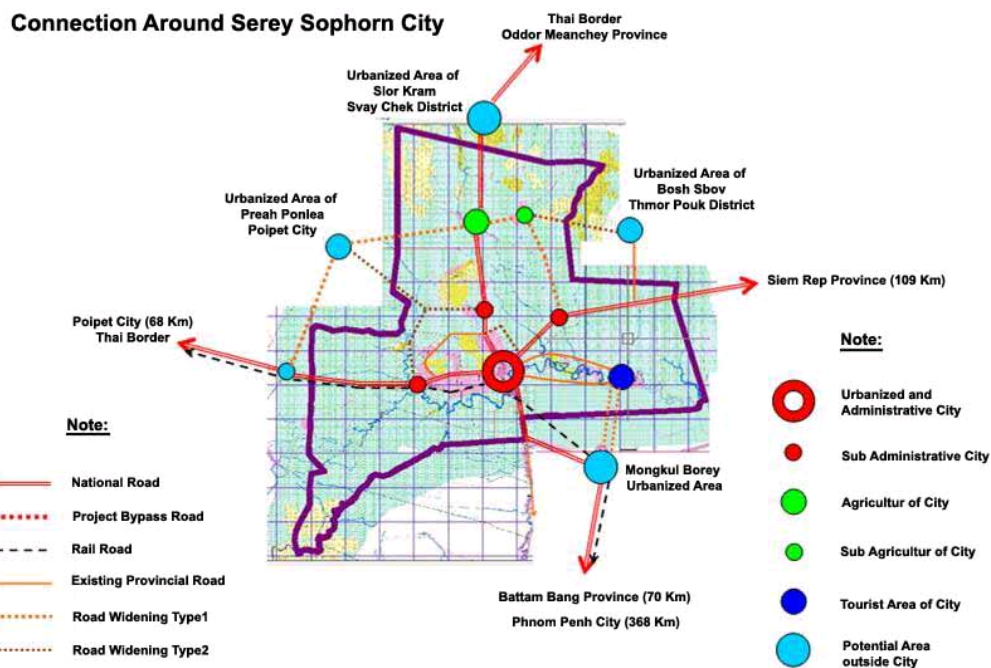 Connection Around Serey Sophorn City
Thai Border
Oddor Meanchey Province
Urbanized Area of
Slor Kram
Svay Chek District
Urbanized Area of
Bosh Sbov
Thmor Pouk District
Urbanized Area of
Preah Ponlea
Poipet City
Siem Rep Province (109 Km)
Poipet City (68 Km)
Thai Border
Note:
National Road
Project Bypass Road
Rail Road
Existing Provincial Road
Road Widening Type1
Road Widening Type2
Mongkul Borey
Urbanized Area
Battam Bang Province (70 Km)
Phnom Penh City (368 Km)
Note:
Urbanized and
Administrative City
Sub Administrative City
Agricultur of City
Sub Agricultur of City
Tourist Area of City
Potential Area
outside City